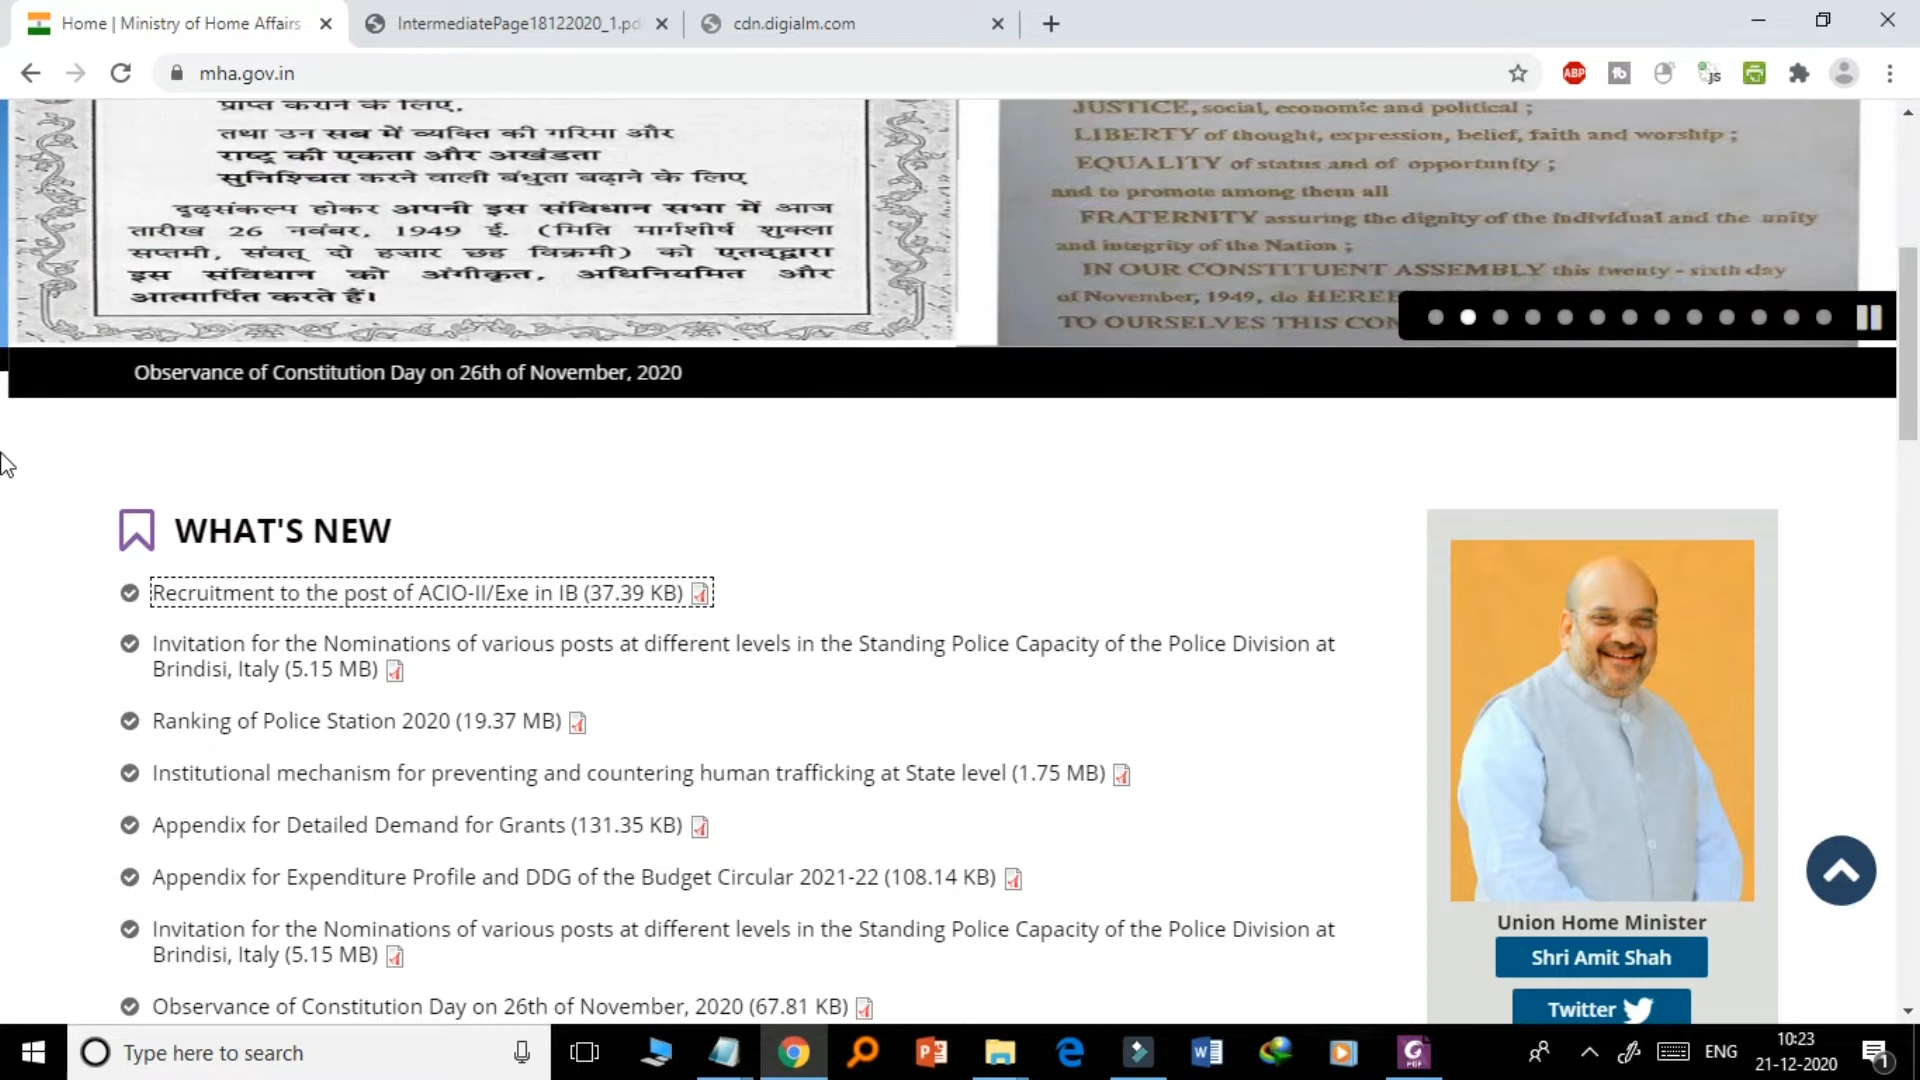 Home | Ministry of Home Affairs
IntermediatePage18122020_1.pd
cdn.digialm.com
mha.gov.in
ABP
js
प्राप्त कराने के लिए,
तथा उन सब में व्यक्ति की गरिमा और
राष्ट्र की एकता और अखंडता
सुनिश्चित करने वाली बंधुता बढ़ाने के लिए
दृढ़संकल्प होकर अपनी इस संविधान सभा में आज
तारीख 26 नवंबर, 1949 ई. (मिति मार्गशीर्ष शुक्ला
सप्तमी, संवत् दो हजार छह विक्रमी) को एतद्द्वारा
इस संविधान को अंगीकृत, अधिनियमित और
आत्मार्पित करते हैं।
JUSTICE, social, economic and political ;
LIBERTY of thought, expression, belief, faith and worship ;
EQUALITY of status and of opportunity ;
and to promote among them all
FRATERNITY assuring the dignity of the individual and the unity
and integrity of the Nation ;
IN OUR CONSTITUENT ASSEMBLY this twenty - sixth day
of November, 1949, do HERE
TO OURSELVES THIS CON
Observance of Constitution Day on 26th of November, 2020
WHAT'S NEW
Recruitment to the post of ACIO-II/Exe in IB (37.39 KB)
Invitation for the Nominations of various posts at different levels in the Standing Police Capacity of the Police Division at
Brindisi, Italy (5.15 MB)
Ranking of Police Station 2020 (19.37 MB)
Institutional mechanism for preventing and countering human trafficking at State level (1.75 MB)
Appendix for Detailed Demand for Grants (131.35 KB)
Appendix for Expenditure Profile and DDG of the Budget Circular 2021-22 (108.14 KB)
Invitation for the Nominations of various posts at different levels in the Standing Police Capacity of the Police Division at
Brindisi, Italy (5.15 MB)
Observance of Constitution Day on 26th of November, 2020 (67.81 KB)
Union Home Minister
Shri Amit Shah
Twitter
Type here to search
ENG
10:23
21-12-2020
1